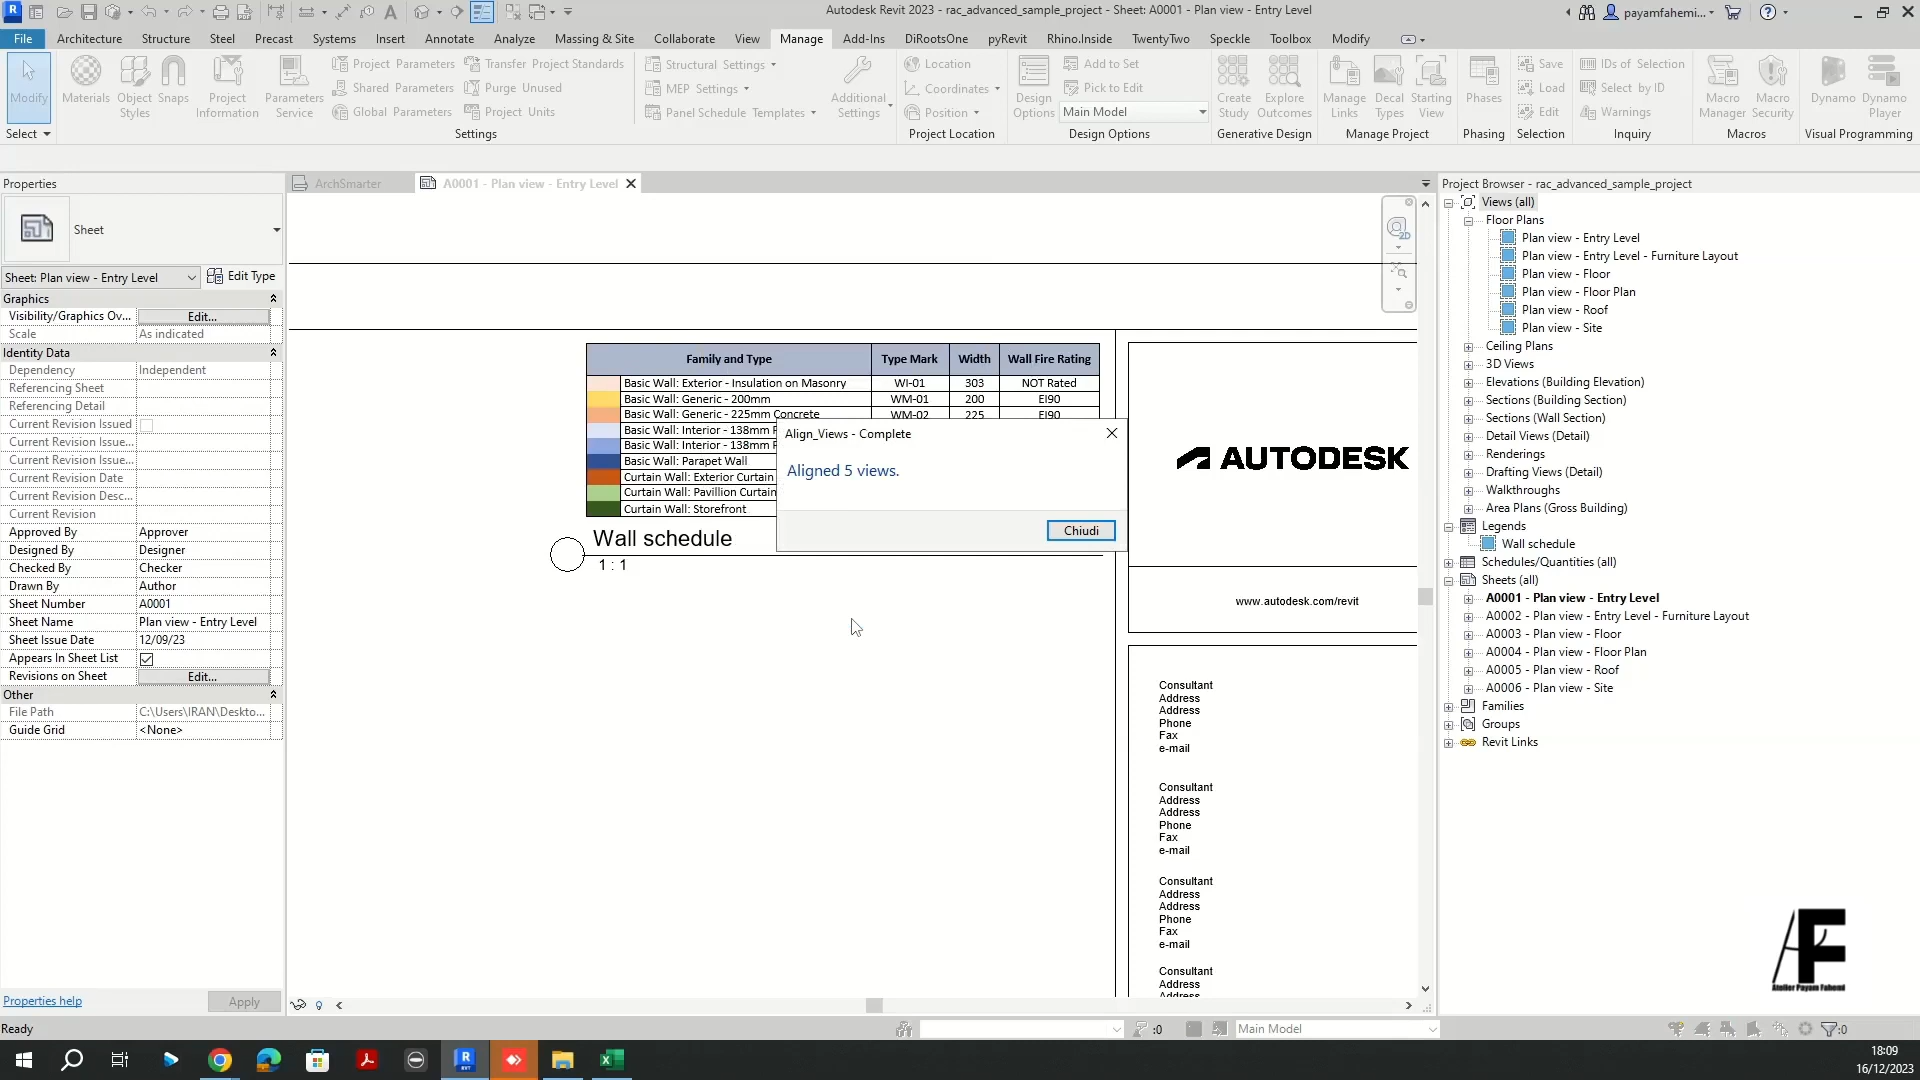 Autodesk Revit 2023 - rac_advanced_sample_project - Sheet: A0001 - Plan view - Entry Level
payamfahemi...
File Architecture Structure Steel Precast Systems Insert Annotate Analyze Massing & Site Collaborate View Manage Add-Ins DiRootsOne pyRevit Rhino.Inside TwentyTwo Speckle Toolbox Modify
Modify
Select
Materials
Object Styles
Snaps
Project Information
Parameters Service
Project Parameters
Shared Parameters
Global Parameters
Transfer Project Standards
Purge Unused
Project Units
Settings
Structural Settings
MEP Settings
Panel Schedule Templates
Additional Settings
Location
Coordinates
Position
Project Location
Design Options
Add to Set
Pick to Edit
Main Model
Design Options
Create Study
Explore Outcomes
Generative Design
Manage Links
Decal Types
Starting View
Manage Project
Phases
Phasing
Save
Load
Edit
Selection
IDs of Selection
Select by ID
Warnings
Inquiry
Macro Manager
Macro Security
Macros
Dynamo
Dynamo Player
Visual Programming
Properties
Sheet
Sheet: Plan view - Entry Level
Edit Type
Graphics
Visibility/Graphics Ov... Edit...
Scale As indicated
Identity Data
Dependency Independent
Referencing Sheet
Referencing Detail
Current Revision Issued
Current Revision Issue...
Current Revision Issue...
Current Revision Date
Current Revision Desc...
Current Revision
Approved By Approver
Designed By Designer
Checked By Checker
Drawn By Author
Sheet Number A0001
Sheet Name Plan view - Entry Level
Sheet Issue Date 12/09/23
Appears In Sheet List
Revisions on Sheet Edit...
Other
File Path C:\Users\IRAN\Deskto...
Guide Grid <None>
Properties help
Apply
ArchSmarter
A0001 - Plan view - Entry Level
2D
Family and Type Type Mark Width Wall Fire Rating
Basic Wall: Exterior - Insulation on Masonry WI-01 303 NOT Rated
Basic Wall: Generic - 200mm WM-01 200 EI90
Basic Wall: Generic - 225mm Concrete WM-02 225 EI90
Basic Wall: Interior - 138mm P
Basic Wall: Interior - 138mm P
Basic Wall: Parapet Wall
Curtain Wall: Exterior Curtain
Curtain Wall: Pavillion Curtain
Curtain Wall: Storefront
Wall schedule
1 : 1
Align_Views - Complete
Aligned 5 views.
Chiudi
AUTODESK
www.autodesk.com/revit
Consultant
Address
Address
Phone
Fax
e-mail
Consultant
Address
Address
Phone
Fax
e-mail
Consultant
Address
Address
Phone
Fax
e-mail
Consultant
Address
Address
Project Browser - rac_advanced_sample_project
Views (all)
Floor Plans
Plan view - Entry Level
Plan view - Entry Level - Furniture Layout
Plan view - Floor
Plan view - Floor Plan
Plan view - Roof
Plan view - Site
Ceiling Plans
3D Views
Elevations (Building Elevation)
Sections (Building Section)
Sections (Wall Section)
Detail Views (Detail)
Renderings
Drafting Views (Detail)
Walkthroughs
Area Plans (Gross Building)
Legends
Wall schedule
Schedules/Quantities (all)
Sheets (all)
A0001 - Plan view - Entry Level
A0002 - Plan view - Entry Level - Furniture Layout
A0003 - Plan view - Floor
A0004 - Plan view - Floor Plan
A0005 - Plan view - Roof
A0006 - Plan view - Site
Families
Groups
Revit Links
AF
Atelier Payam Fahemi
Ready
:0
Main Model
:0
18:09
16/12/2023